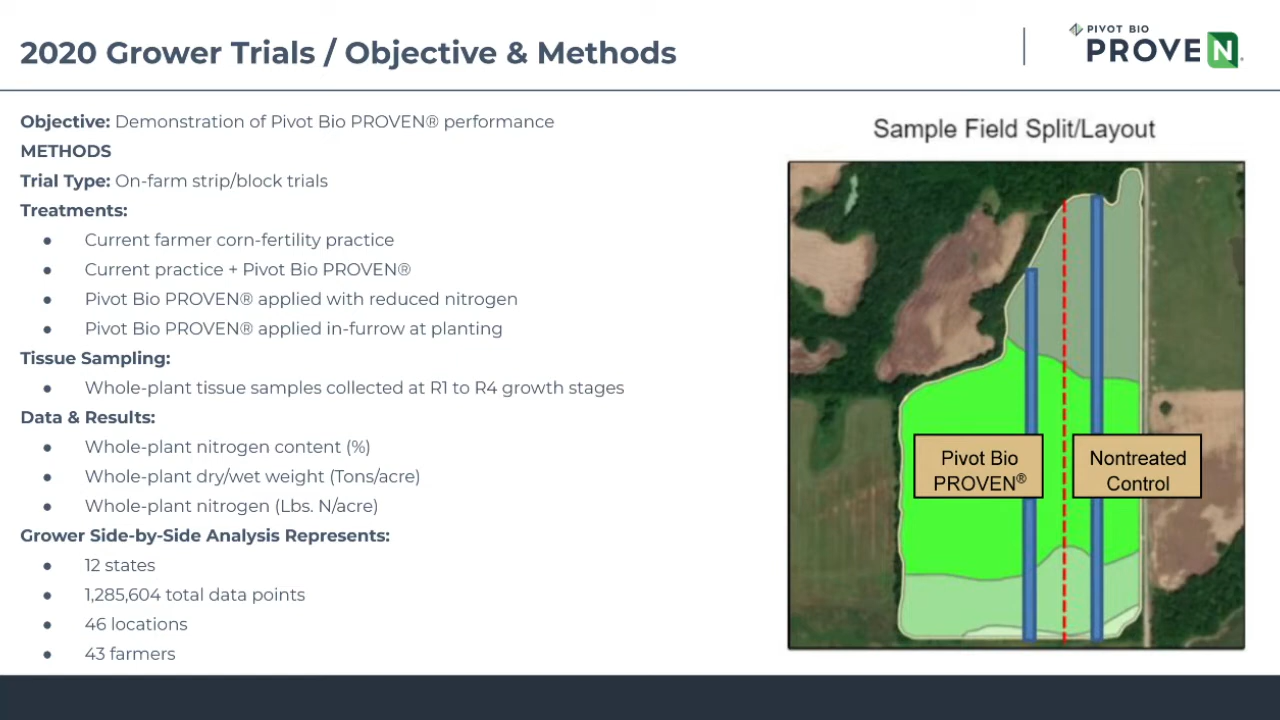 2020 Grower Trials / Objective & Methods
PIVOT BIO
PROVEN
Objective: Demonstration of Pivot Bio PROVEN® performance
METHODS
Trial Type: On-farm strip/block trials
Treatments:
● Current farmer corn-fertility practice
● Current practice + Pivot Bio PROVEN®
● Pivot Bio PROVEN® applied with reduced nitrogen
● Pivot Bio PROVEN® applied in-furrow at planting
Tissue Sampling:
● Whole-plant tissue samples collected at R1 to R4 growth stages
Data & Results:
● Whole-plant nitrogen content (%)
● Whole-plant dry/wet weight (Tons/acre)
● Whole-plant nitrogen (Lbs. N/acre)
Grower Side-by-Side Analysis Represents:
● 12 states
● 1,285,604 total data points
● 46 locations
● 43 farmers
Sample Field Split/Layout
Pivot Bio
PROVEN®
Nontreated
Control